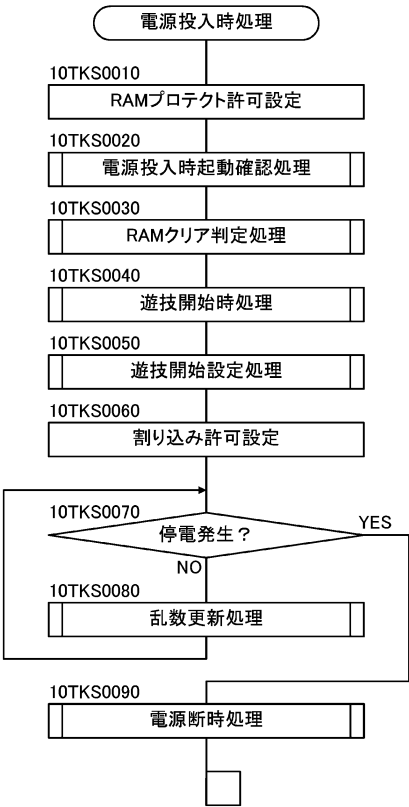 電源投入時処理
10TKS0010
RAMプロテクト許可設定
10TKS0020
電源投入時起動確認処理
10TKS0030
RAMクリア判定処理
10TKS0040
遊技開始時処理
10TKS0050
遊技開始設定処理
10TKS0060
割り込み許可設定
10TKS0070
停電発生?
YES
NO
10TKS0080
乱数更新処理
10TKS0090
電源断時処理